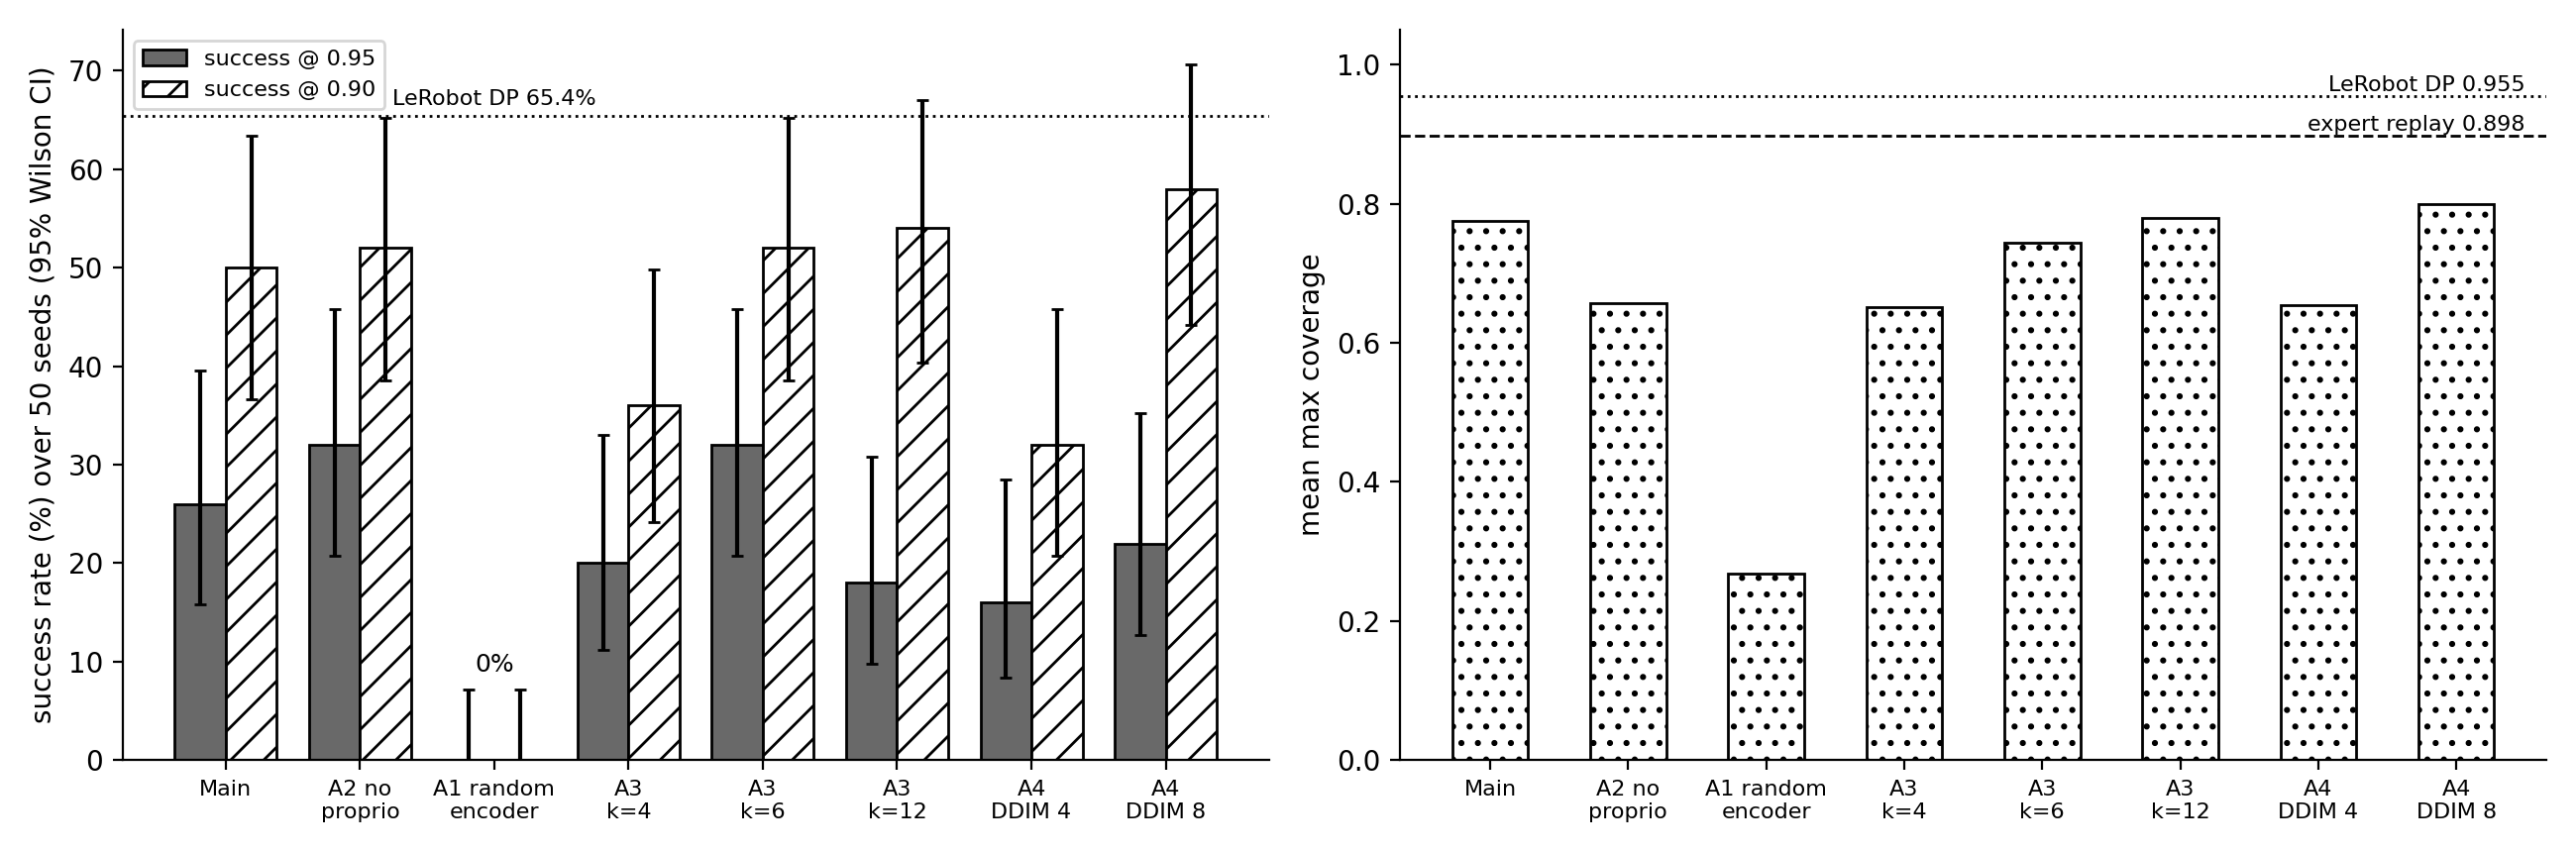 success rate (%) over 50 seeds (95% Wilson CI)
70
60
50
40
30
20
10
0
success @ 0.95
success @ 0.90
LeRobot DP 65.4%
0%
Main
A2 no
proprio
A1 random
encoder
A3
k=4
A3
k=6
A3
k=12
A4
DDIM 4
A4
DDIM 8
mean max coverage
1.0
0.8
0.6
0.4
0.2
0.0
LeRobot DP 0.955
expert replay 0.898
Main
A2 no
proprio
A1 random
encoder
A3
k=4
A3
k=6
A3
k=12
A4
DDIM 4
A4
DDIM 8